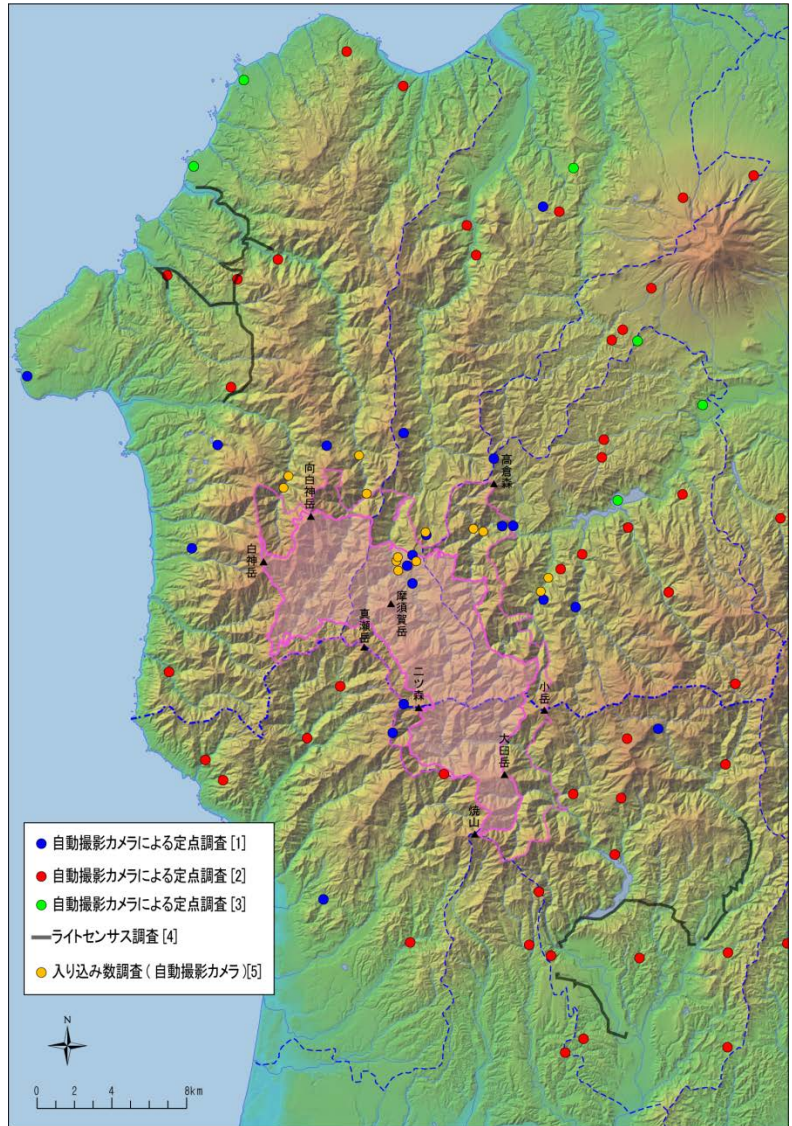 高倉森
向白神岳
白神岳
摩須賀岳
真瀬岳
二ツ森
小岳
大臼岳
焼山
自動撮影カメラによる定点調査[1]
自動撮影カメラによる定点調査[2]
自動撮影カメラによる定点調査[3]
ライトセンサス調査[4]
入り込み数調査(自動撮影カメラ)[5]
N
0 2 4 8km